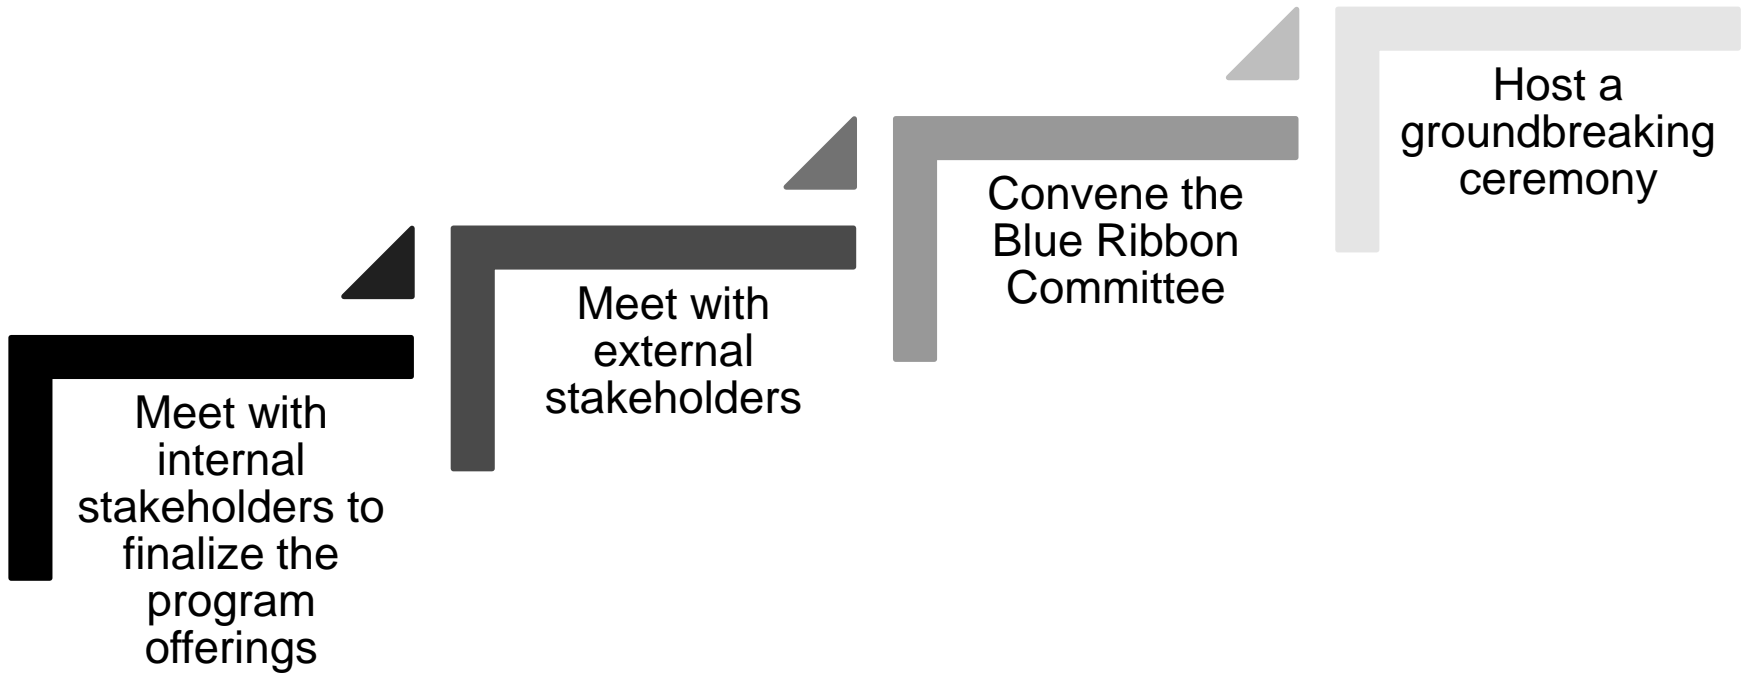 Meet with
internal
stakeholders to
finalize the
program
offerings
Meet with
external
stakeholders
Convene the
Blue Ribbon
Committee
Host a
groundbreaking
ceremony